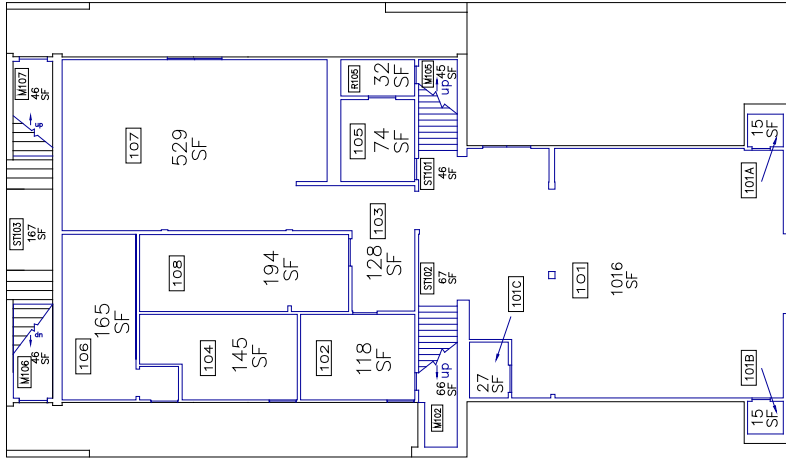 M107
46
SF
up
ST103
167
SF
up
46
SF
M106
107
529
SF
R105
32
SF
105
74
SF
M105
45
SF
up
ST101
46
SF
103
128
SF
108
194
SF
ST102
67
SF
106
165
SF
104
145
SF
102
118
SF
up
66
SF
M102
101
1016
SF
101C
27
SF
15
SF
101A
101B
15
SF